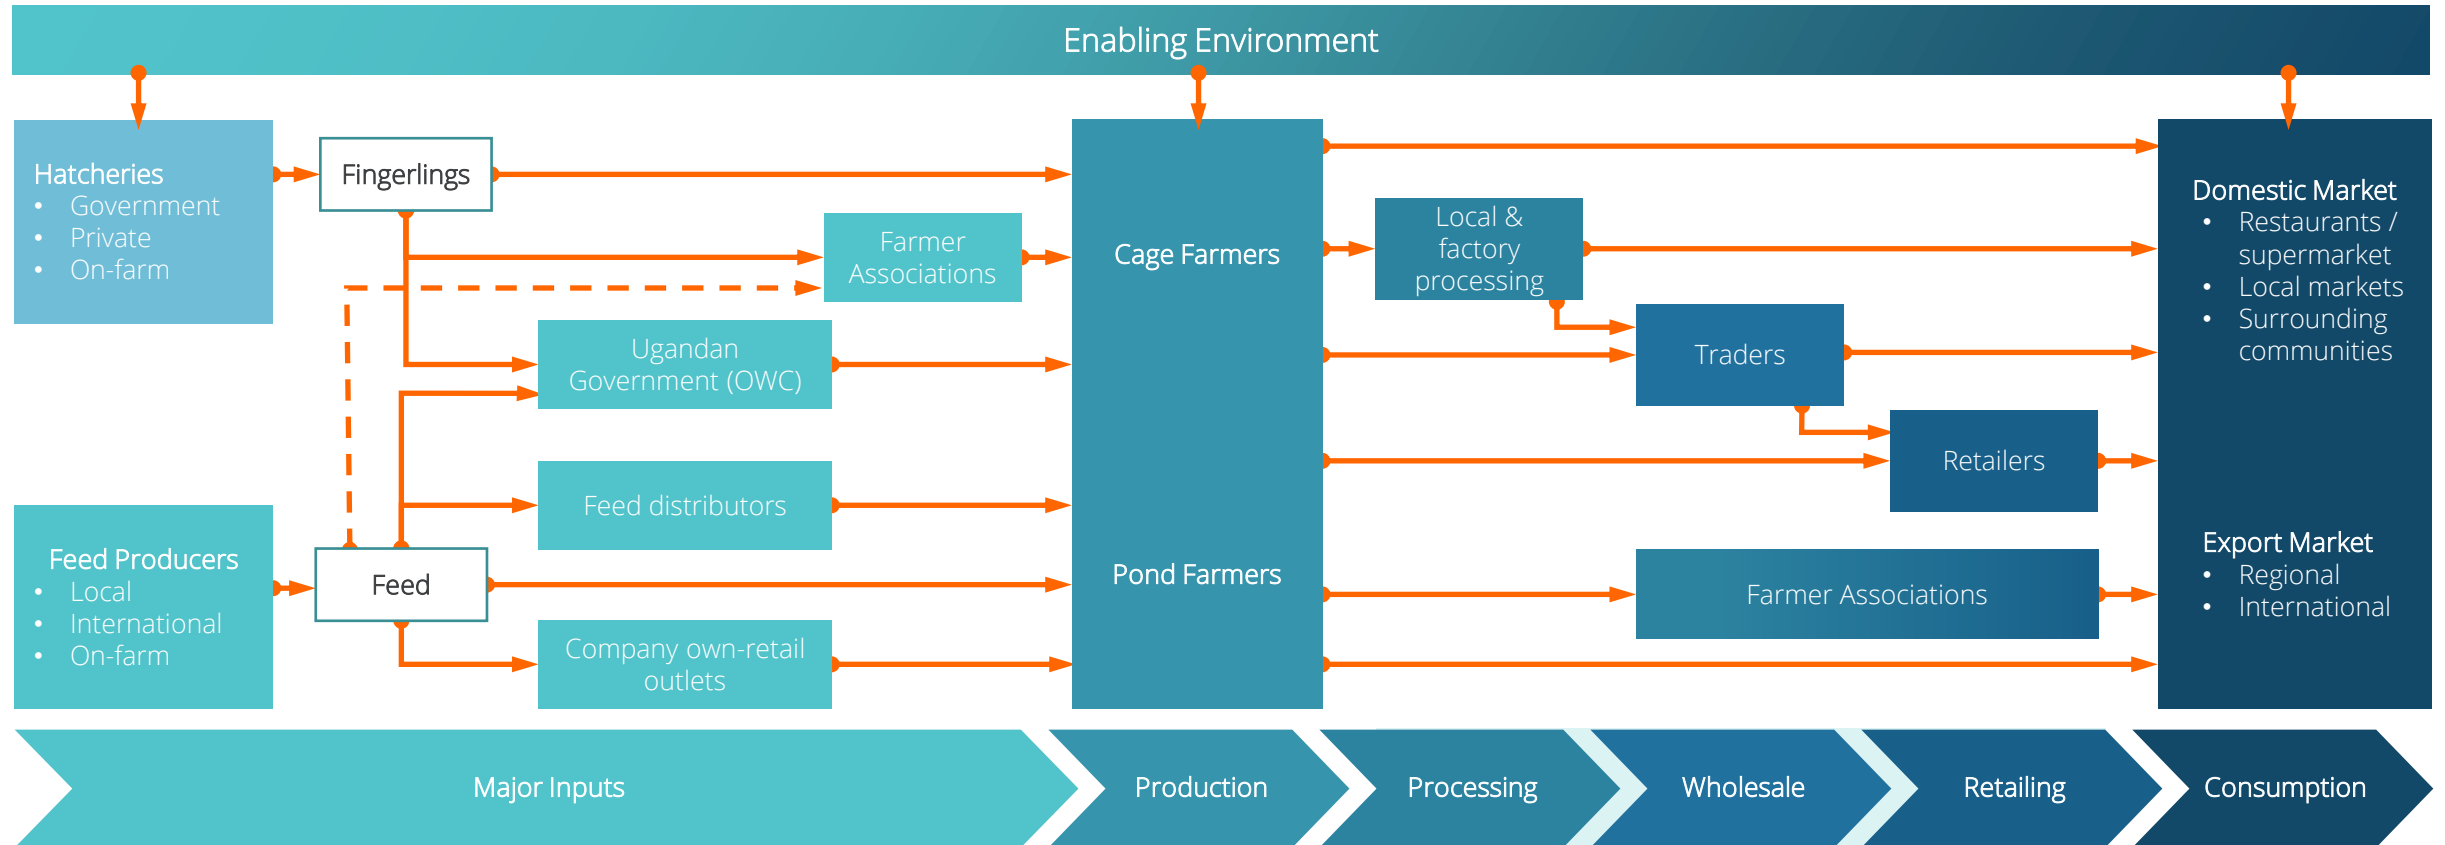 Enabling Environment
Hatcheries
• Government
• Private
• On-farm
Fingerlings
Farmer
Associations
Ugandan
Government (OWC)
Feed distributors
Feed Producers
• Local
• International
• On-farm
Feed
Company own-retail
outlets
Cage Farmers
Pond Farmers
Local &
factory
processing
Traders
Retailers
Farmer Associations
Domestic Market
• Restaurants /
supermarket
• Local markets
• Surrounding
communities
Export Market
• Regional
• International
Major Inputs
Production
Processing
Wholesale
Retailing
Consumption